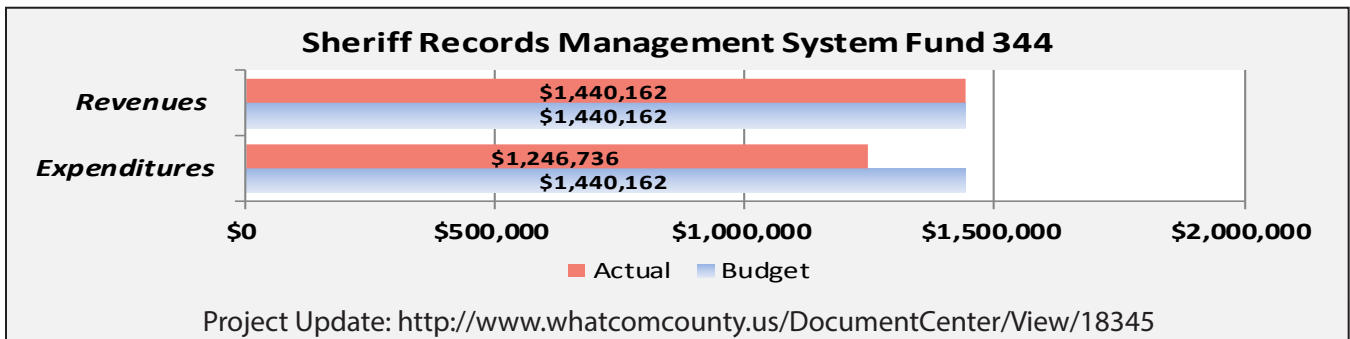 Sheriff Records Management System Fund 344
Revenues
$1,440,162
$1,440,162
Expenditures
$1,246,736
$1,440,162
$0 $500,000 $1,000,000 $1,500,000 $2,000,000
Actual Budget
Project Update: http://www.whatcomcounty.us/DocumentCenter/View/18345